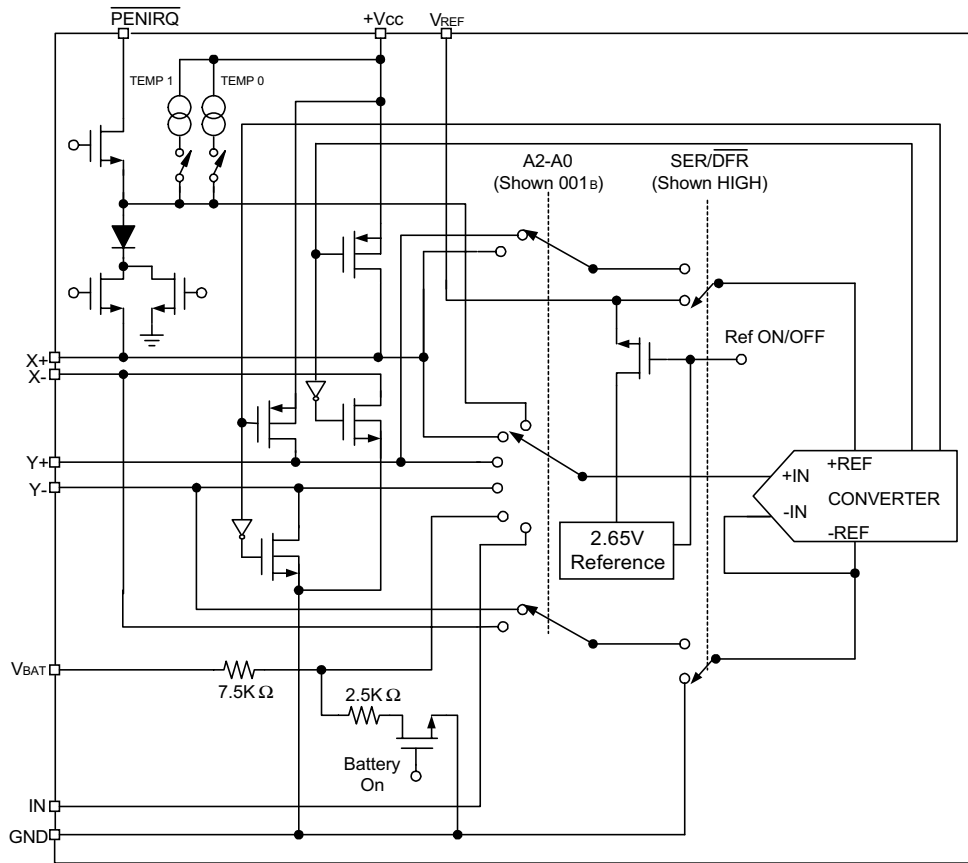 PENIRQ
+Vcc
VREF
TEMP 1
TEMP 0
A2-A0
(Shown 001B)
SER/DFR
(Shown HIGH)
Ref ON/OFF
X+
X-
Y+
Y-
+IN
-IN
+REF
CONVERTER
-REF
2.65V
Reference
VBAT
7.5KΩ
2.5KΩ
Battery
On
IN
GND